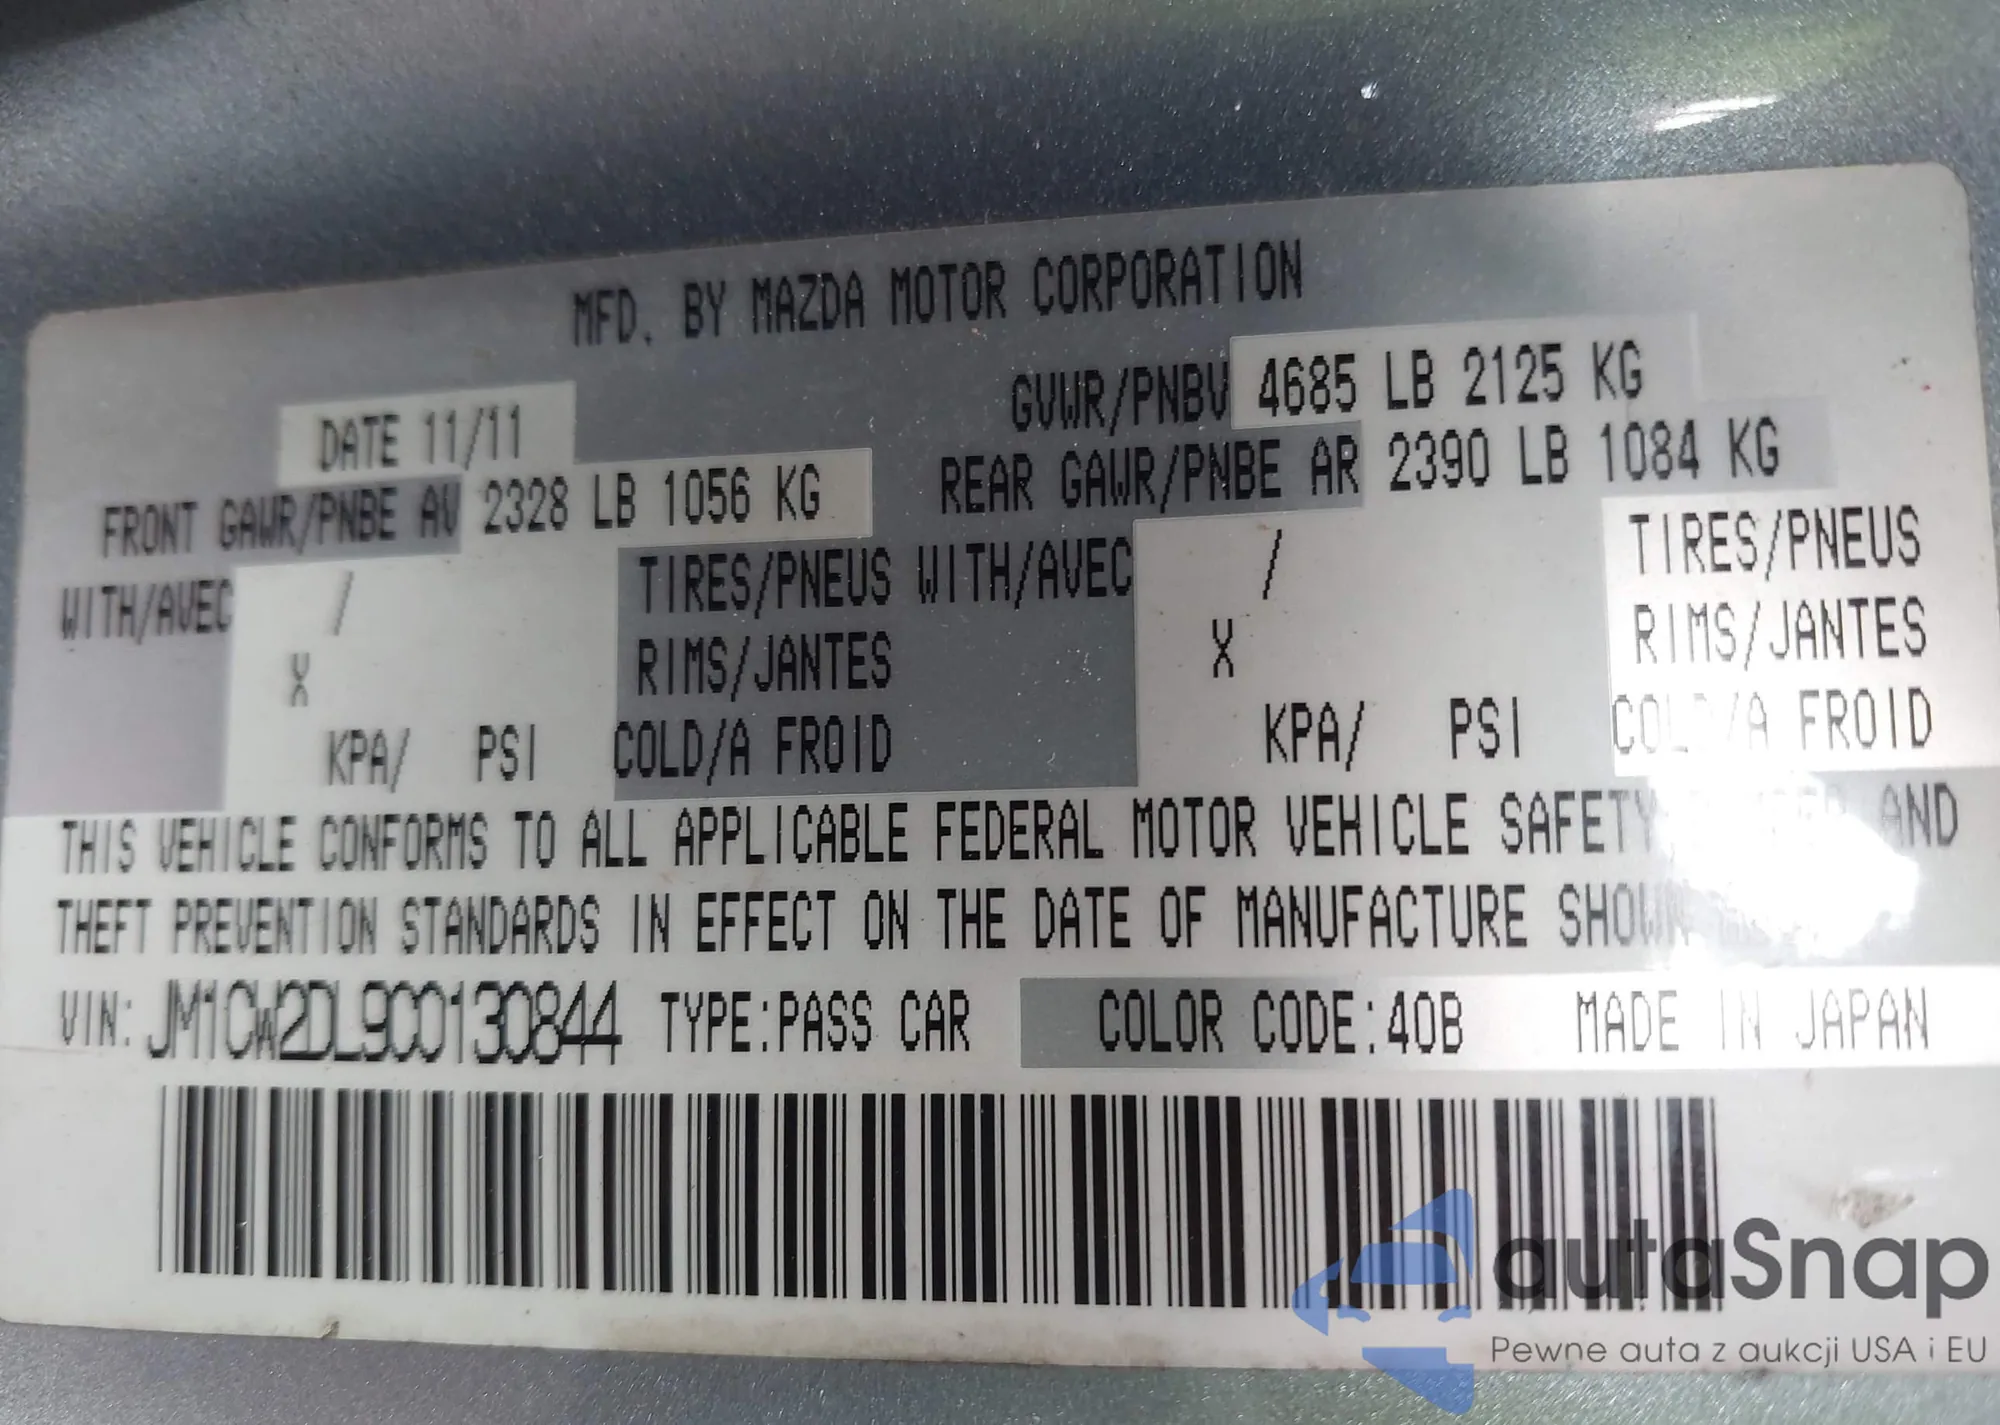 MFD. BY MAZDA MOTOR CORPORATION
DATE 11/11 GVWR/PNBV 4685 LB 2125 KG
FRONT GAWR/PNBE AV 2328 LB 1056 KG REAR GAWR/PNBE AR 2390 LB 1084 KG
WITH/AVEC / TIRES/PNEUS WITH/AVEC / TIRES/PNEUS
X RIMS/JANTES X RIMS/JANTES
KPA/ PSI COLD/A FROID KPA/ PSI COLD/A FROID
THIS VEHICLE CONFORMS TO ALL APPLICABLE FEDERAL MOTOR VEHICLE SAFETY AND
THEFT PREVENTION STANDARDS IN EFFECT ON THE DATE OF MANUFACTURE SHOWN
VIN: JM1CW2DL9C0130844 TYPE:PASS CAR COLOR CODE:40B MADE IN JAPAN
autaSnap
Pewne auta z aukcji USA i EU